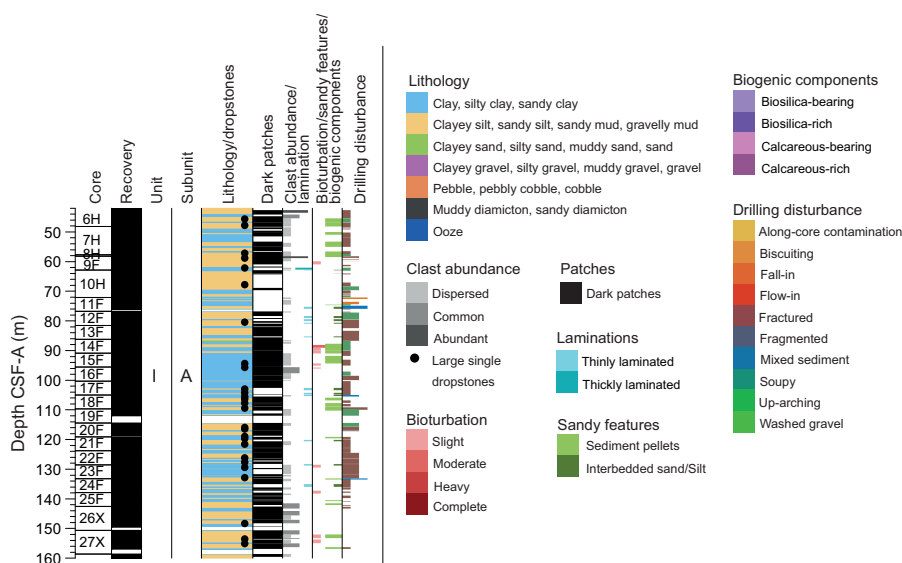 Core
Recovery
Unit
Subunit
Lithology/dropstones
Dark patches
Clast abundance/
lamination
Bioturbation/sandy features/
biogenic components
Drilling disturbance
Depth CSF-A (m)
50
60
70
80
90
100
110
120
130
140
150
160
6H
7H
8H
9F
10H
11F
12F
13F
14F
15F
16F
17F
18F
19F
20F
21F
22F
23F
24F
25F
26X
27X
I
A
Lithology
Clay, silty clay, sandy clay
Clayey silt, sandy silt, sandy mud, gravelly mud
Clayey sand, silty sand, muddy sand, sand
Clayey gravel, silty gravel, muddy gravel, gravel
Pebble, pebbly cobble, cobble
Muddy diamicton, sandy diamicton
Ooze
Clast abundance
Dispersed
Common
Abundant
Large single
dropstones
Patches
Dark patches
Laminations
Thinly laminated
Thickly laminated
Bioturbation
Slight
Moderate
Heavy
Complete
Sandy features
Sediment pellets
Interbedded sand/Silt
Biogenic components
Biosilica-bearing
Biosilica-rich
Calcareous-bearing
Calcareous-rich
Drilling disturbance
Along-core contamination
Biscuiting
Fall-in
Flow-in
Fractured
Fragmented
Mixed sediment
Soupy
Up-arching
Washed gravel